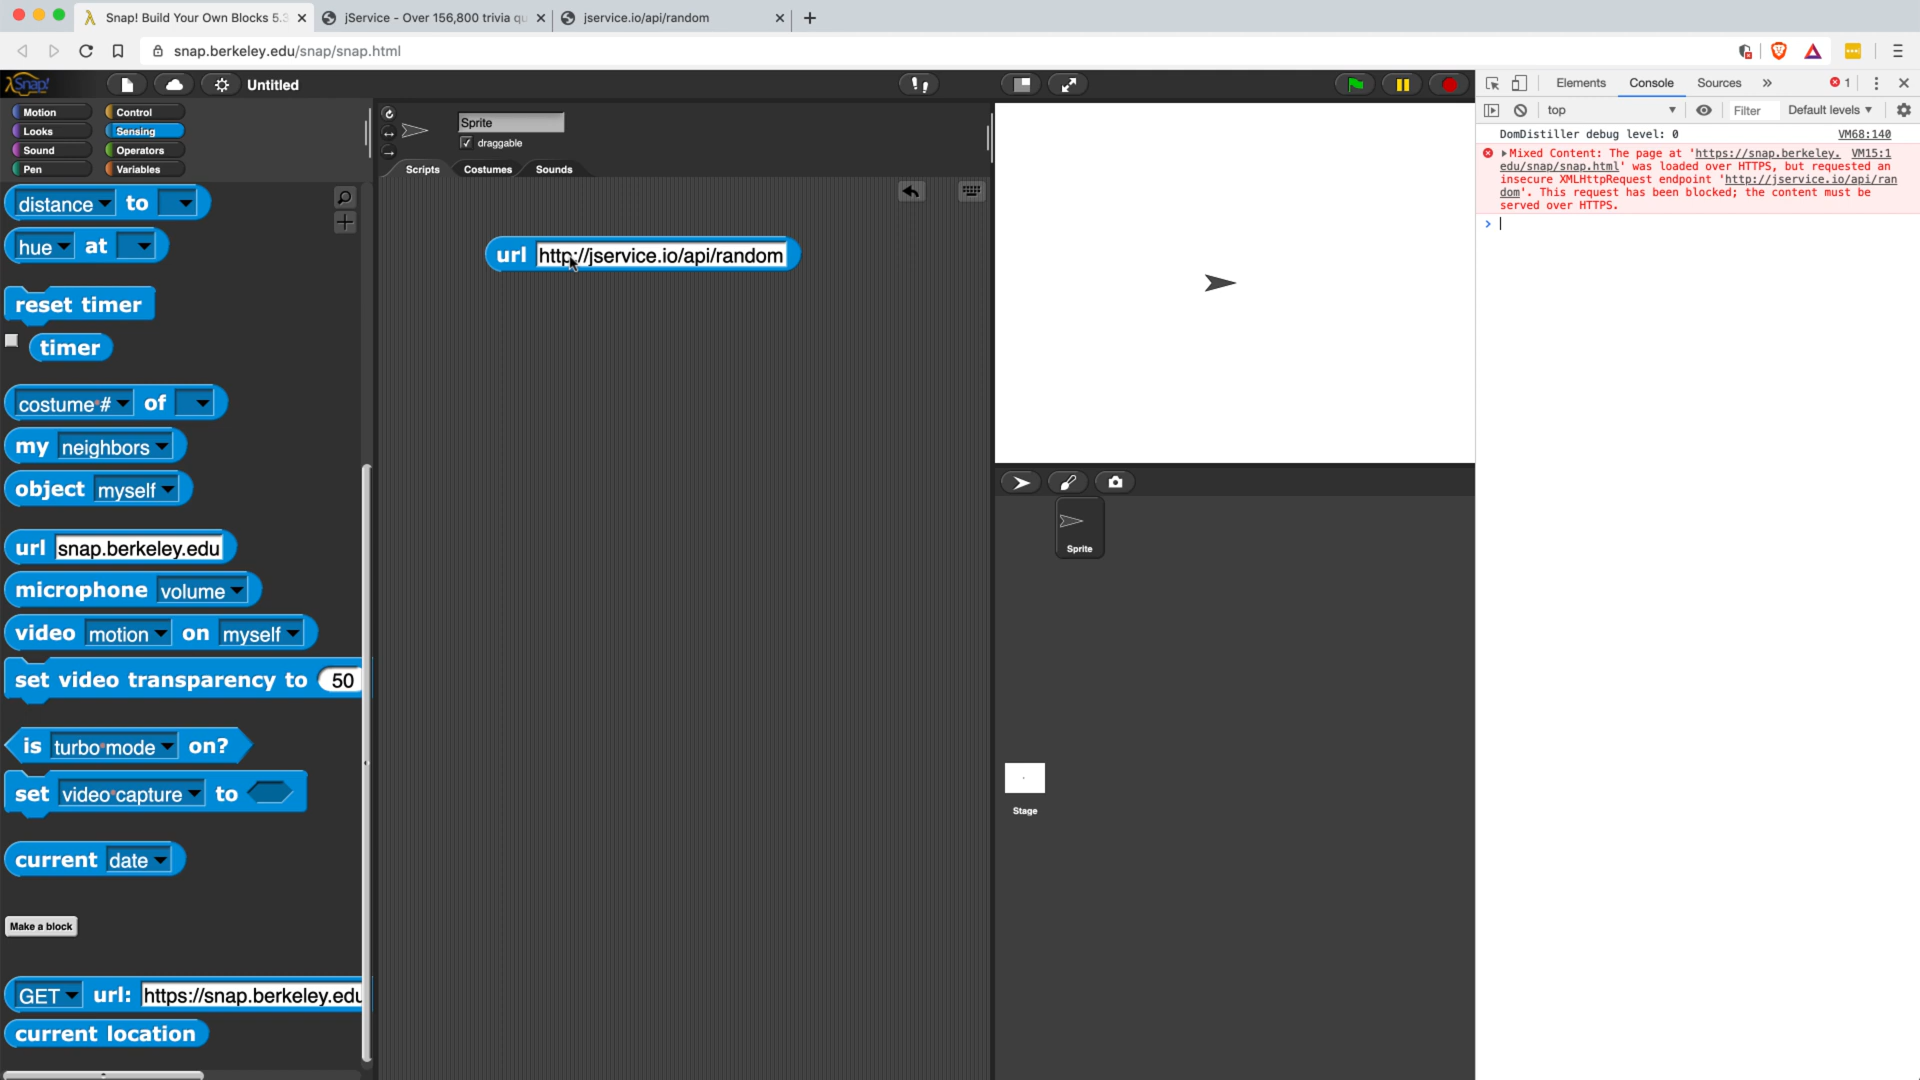 Snap! Build Your Own Blocks 5.3
jService - Over 156,800 trivia qu
jservice.io/api/random
snap.berkeley.edu/snap/snap.html
Snap!
Untitled
Motion
Control
Looks
Sensing
Sound
Operators
Pen
Variables
distance to
hue at
reset timer
timer
costume # of
my neighbors
object myself
url snap.berkeley.edu
microphone volume
video motion on myself
set video transparency to 50
is turbo mode on?
set video capture to
current date
Make a block
GET url: https://snap.berkeley.edu
current location
Sprite
draggable
Scripts
Costumes
Sounds
url http://jservice.io/api/random
Sprite
Stage
Elements
Console
Sources
»
1
top
Filter
Default levels
DomDistiller debug level: 0 VM68:140
Mixed Content: The page at 'https://snap.berkeley. VM15:1
edu/snap/snap.html' was loaded over HTTPS, but requested an
insecure XMLHttpRequest endpoint 'http://jservice.io/api/ran
dom'. This request has been blocked; the content must be
served over HTTPS.
>